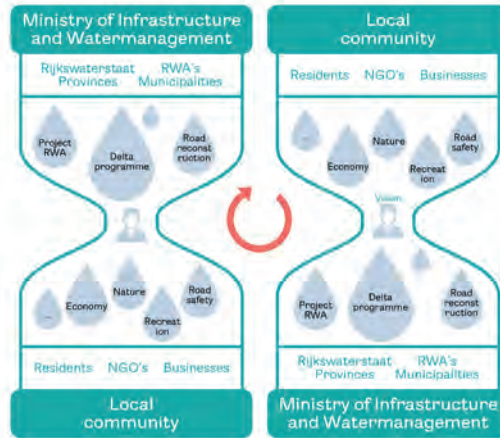 Ministry of Infrastructure
and Watermanagement
Rijkswaterstaat RWA's
Provinces Municipalities
Project
RWA
Delta
programme
Road
reconst
ruction
...
Economy
Nature
Recreat
ion
Road
safety
Residents NGO's Businesses
Local
community
Local
community
Residents NGO's Businesses
...
Economy
Nature
Recreat
ion
Road
safety
Vision
Project
RWA
Delta
programme
Road
reconst
ruction
Rijkswaterstaat RWA's
Provinces Municipalities
Ministry of Infrastructure
and Watermanagement